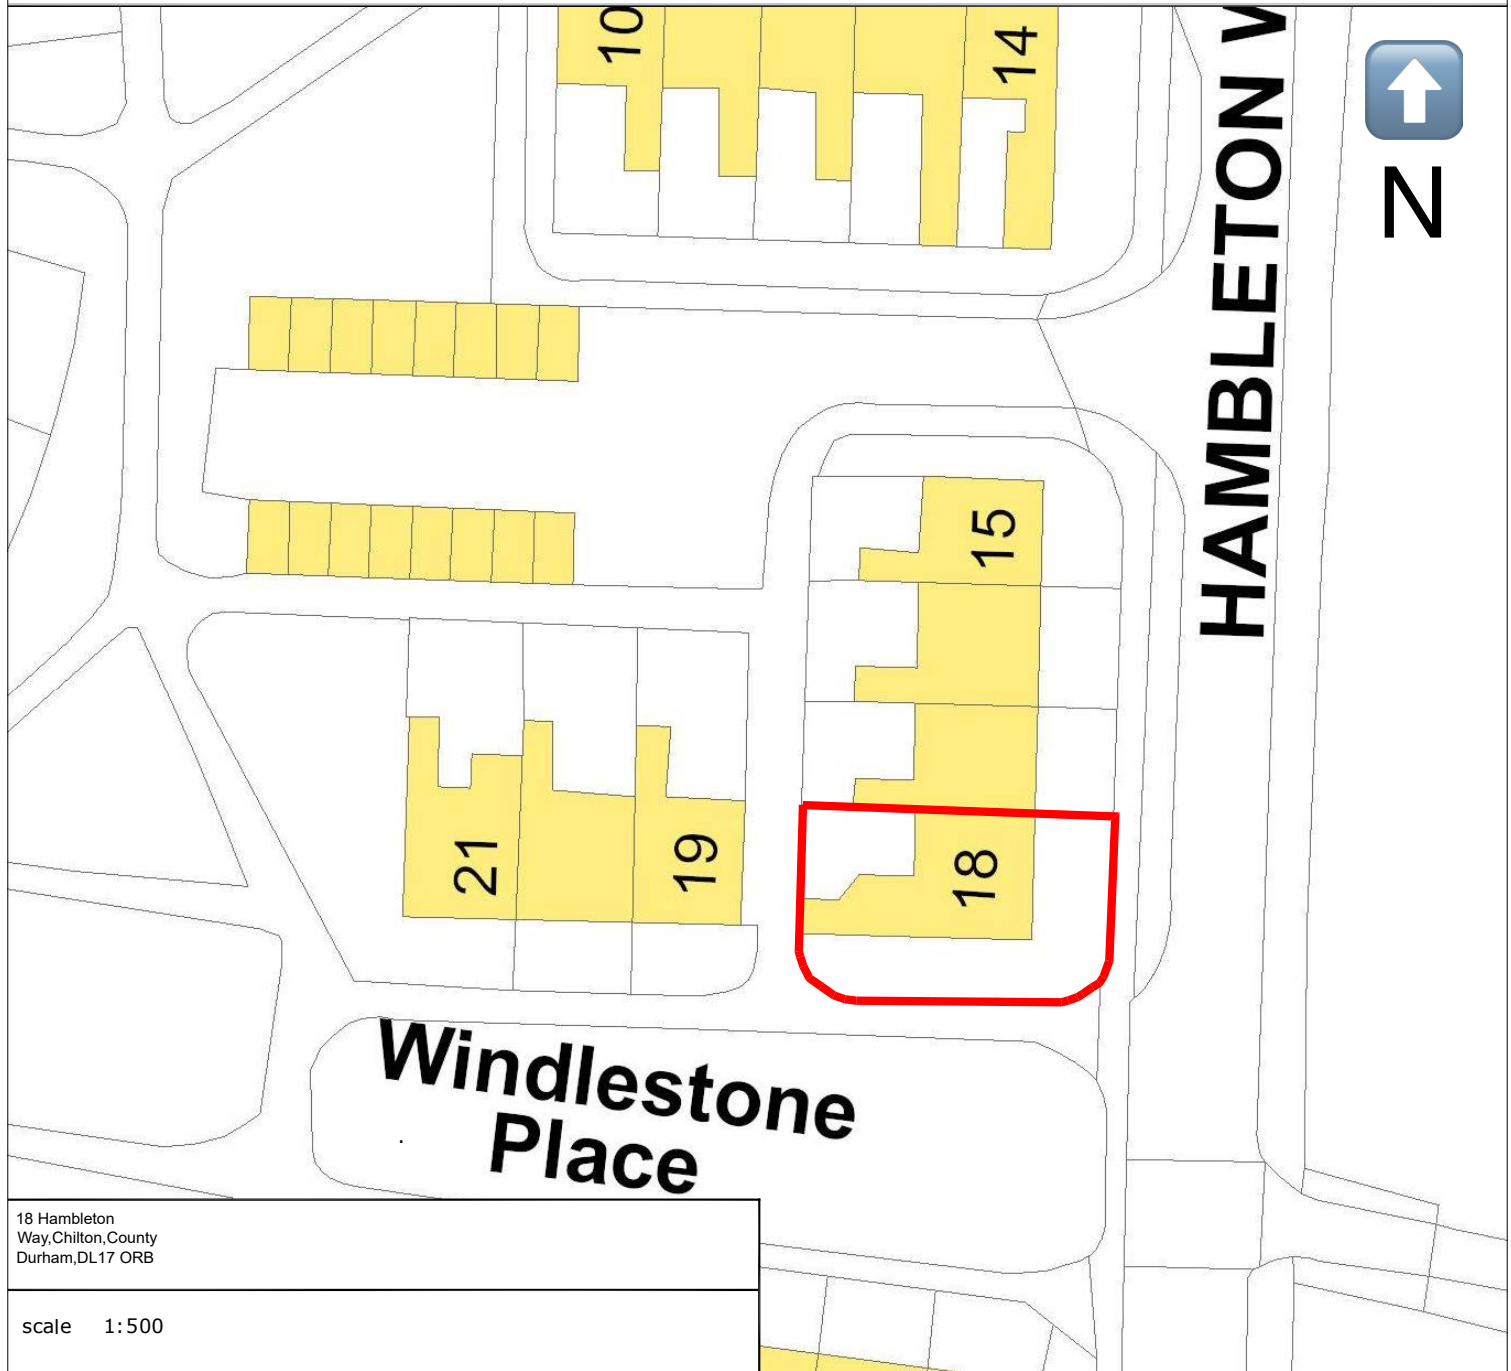 10
14
HAMBLETON W
N
15
21
19
18
Windlestone
Place
18 Hambleton
Way,Chilton,County
Durham,DL17 ORB
scale 1:500